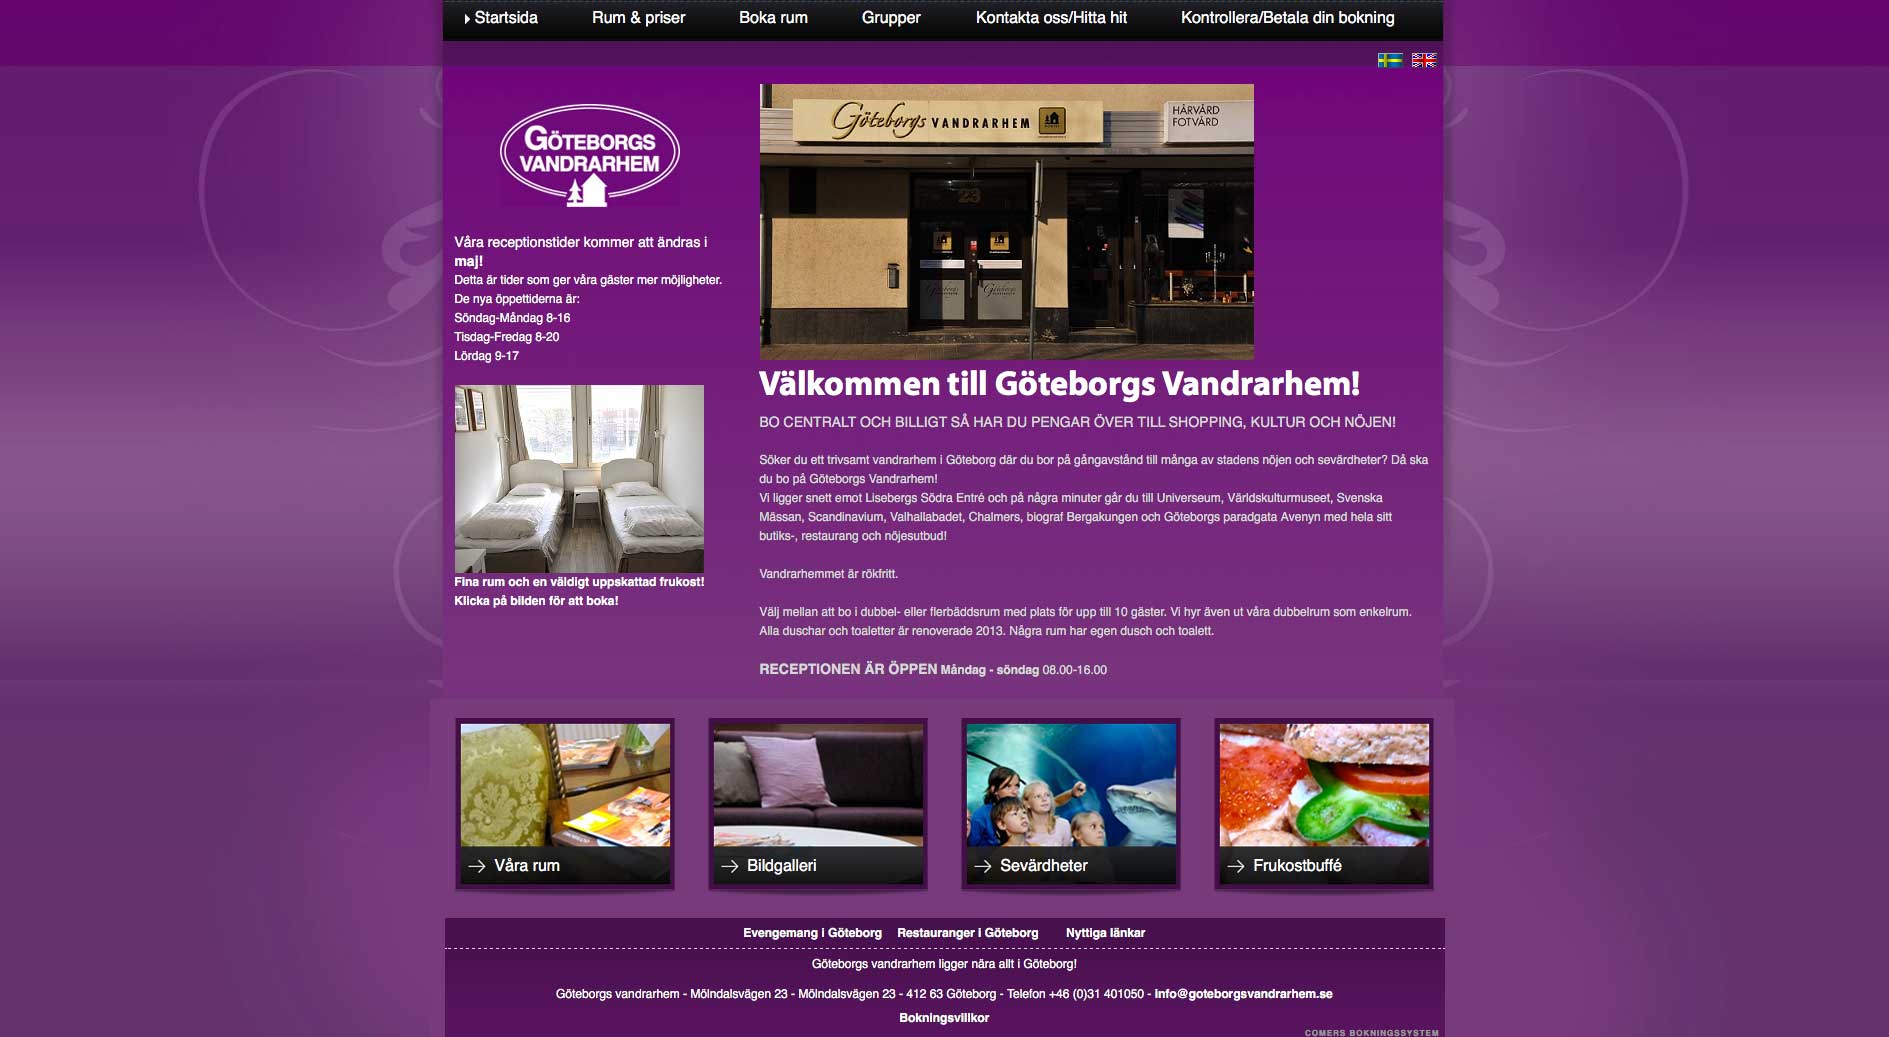 Startsida
Rum & priser
Boka rum
Grupper
Kontakta oss/Hitta hit
Kontrollera/Betala din bokning
GÖTEBORGS
VANDRARHEM
Våra receptionstider kommer att ändras i
maj!
Detta är tider som ger våra gäster mer möjligheter.
De nya öppettiderna är:
Söndag-Måndag 8-16
Tisdag-Fredag 8-20
Lördag 9-17
Fina rum och en väldigt uppskattad frukost!
Klicka på bilden för att boka!
Göteborgs VANDRARHEM
HÅRVÅRD
FOTVÅRD
23
Välkommen till Göteborgs Vandrarhem!
BO CENTRALT OCH BILLIGT SÅ HAR DU PENGAR ÖVER TILL SHOPPING, KULTUR OCH NÖJEN!
Söker du ett trivsamt vandrarhem i Göteborg där du bor på gångavstånd till många av stadens nöjen och sevärdheter? Då ska
du bo på Göteborgs Vandrarhem!
Vi ligger snett emot Lisebergs Södra Entré och på några minuter går du till Universeum, Världskulturmuseet, Svenska
Mässan, Scandinavium, Valhallabadet, Chalmers, biograf Bergakungen och Göteborgs paradgata Avenyn med hela sitt
butiks-, restaurang och nöjesutbud!
Vandrarhemmet är rökfritt.
Välj mellan att bo i dubbel- eller flerbäddsrum med plats för upp till 10 gäster. Vi hyr även ut våra dubbelrum som enkelrum.
Alla duschar och toaletter är renoverade 2013. Några rum har egen dusch och toalett.
RECEPTIONEN ÄR ÖPPEN Måndag - söndag 08.00-16.00
Våra rum
Bildgalleri
Sevärdheter
Frukostbuffé
Evengemang i Göteborg
Restauranger i Göteborg
Nyttiga länkar
Göteborgs vandrarhem ligger nära allt i Göteborg!
Göteborgs vandrarhem - Mölndalsvägen 23 - Mölndalsvägen 23 - 412 63 Göteborg - Telefon +46 (0)31 401050 - info@goteborgsvandrarhem.se
Bokningsvillkor
COMERS BOKNINGSSYSTEM